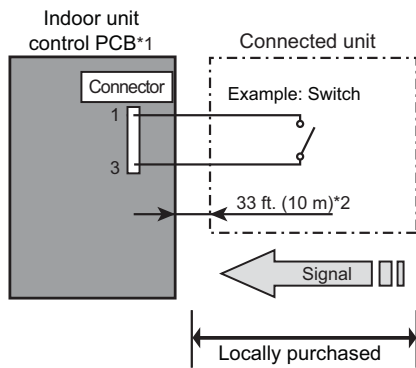 Indoor unit
control PCB*1
Connected unit
Connector
Example: Switch
1
3
33 ft. (10 m)*2
Signal
Locally purchased